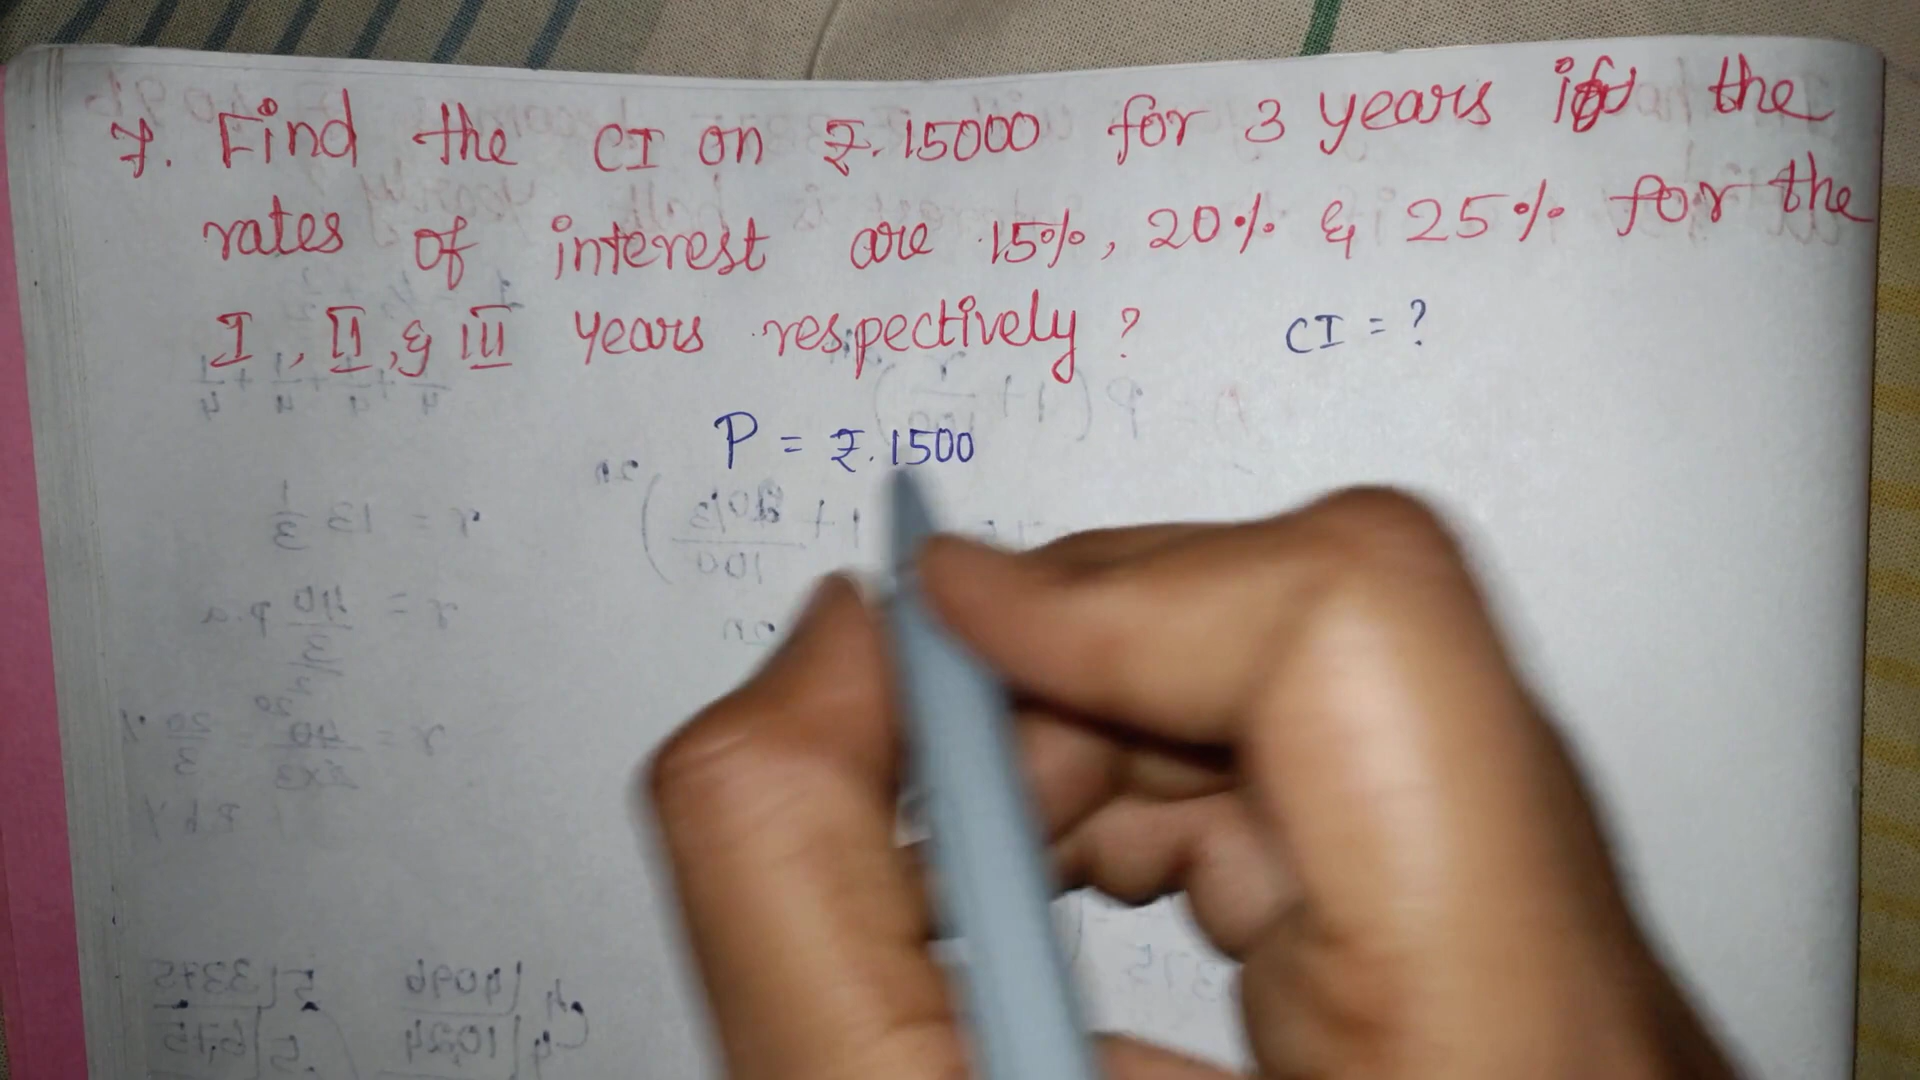 7. Find the CI on ₹.15000 for 3 years if the
rates of interest are 15%, 20% & 25% for the
I, II, & III years respectively?
CI = ?
P = ₹.1500